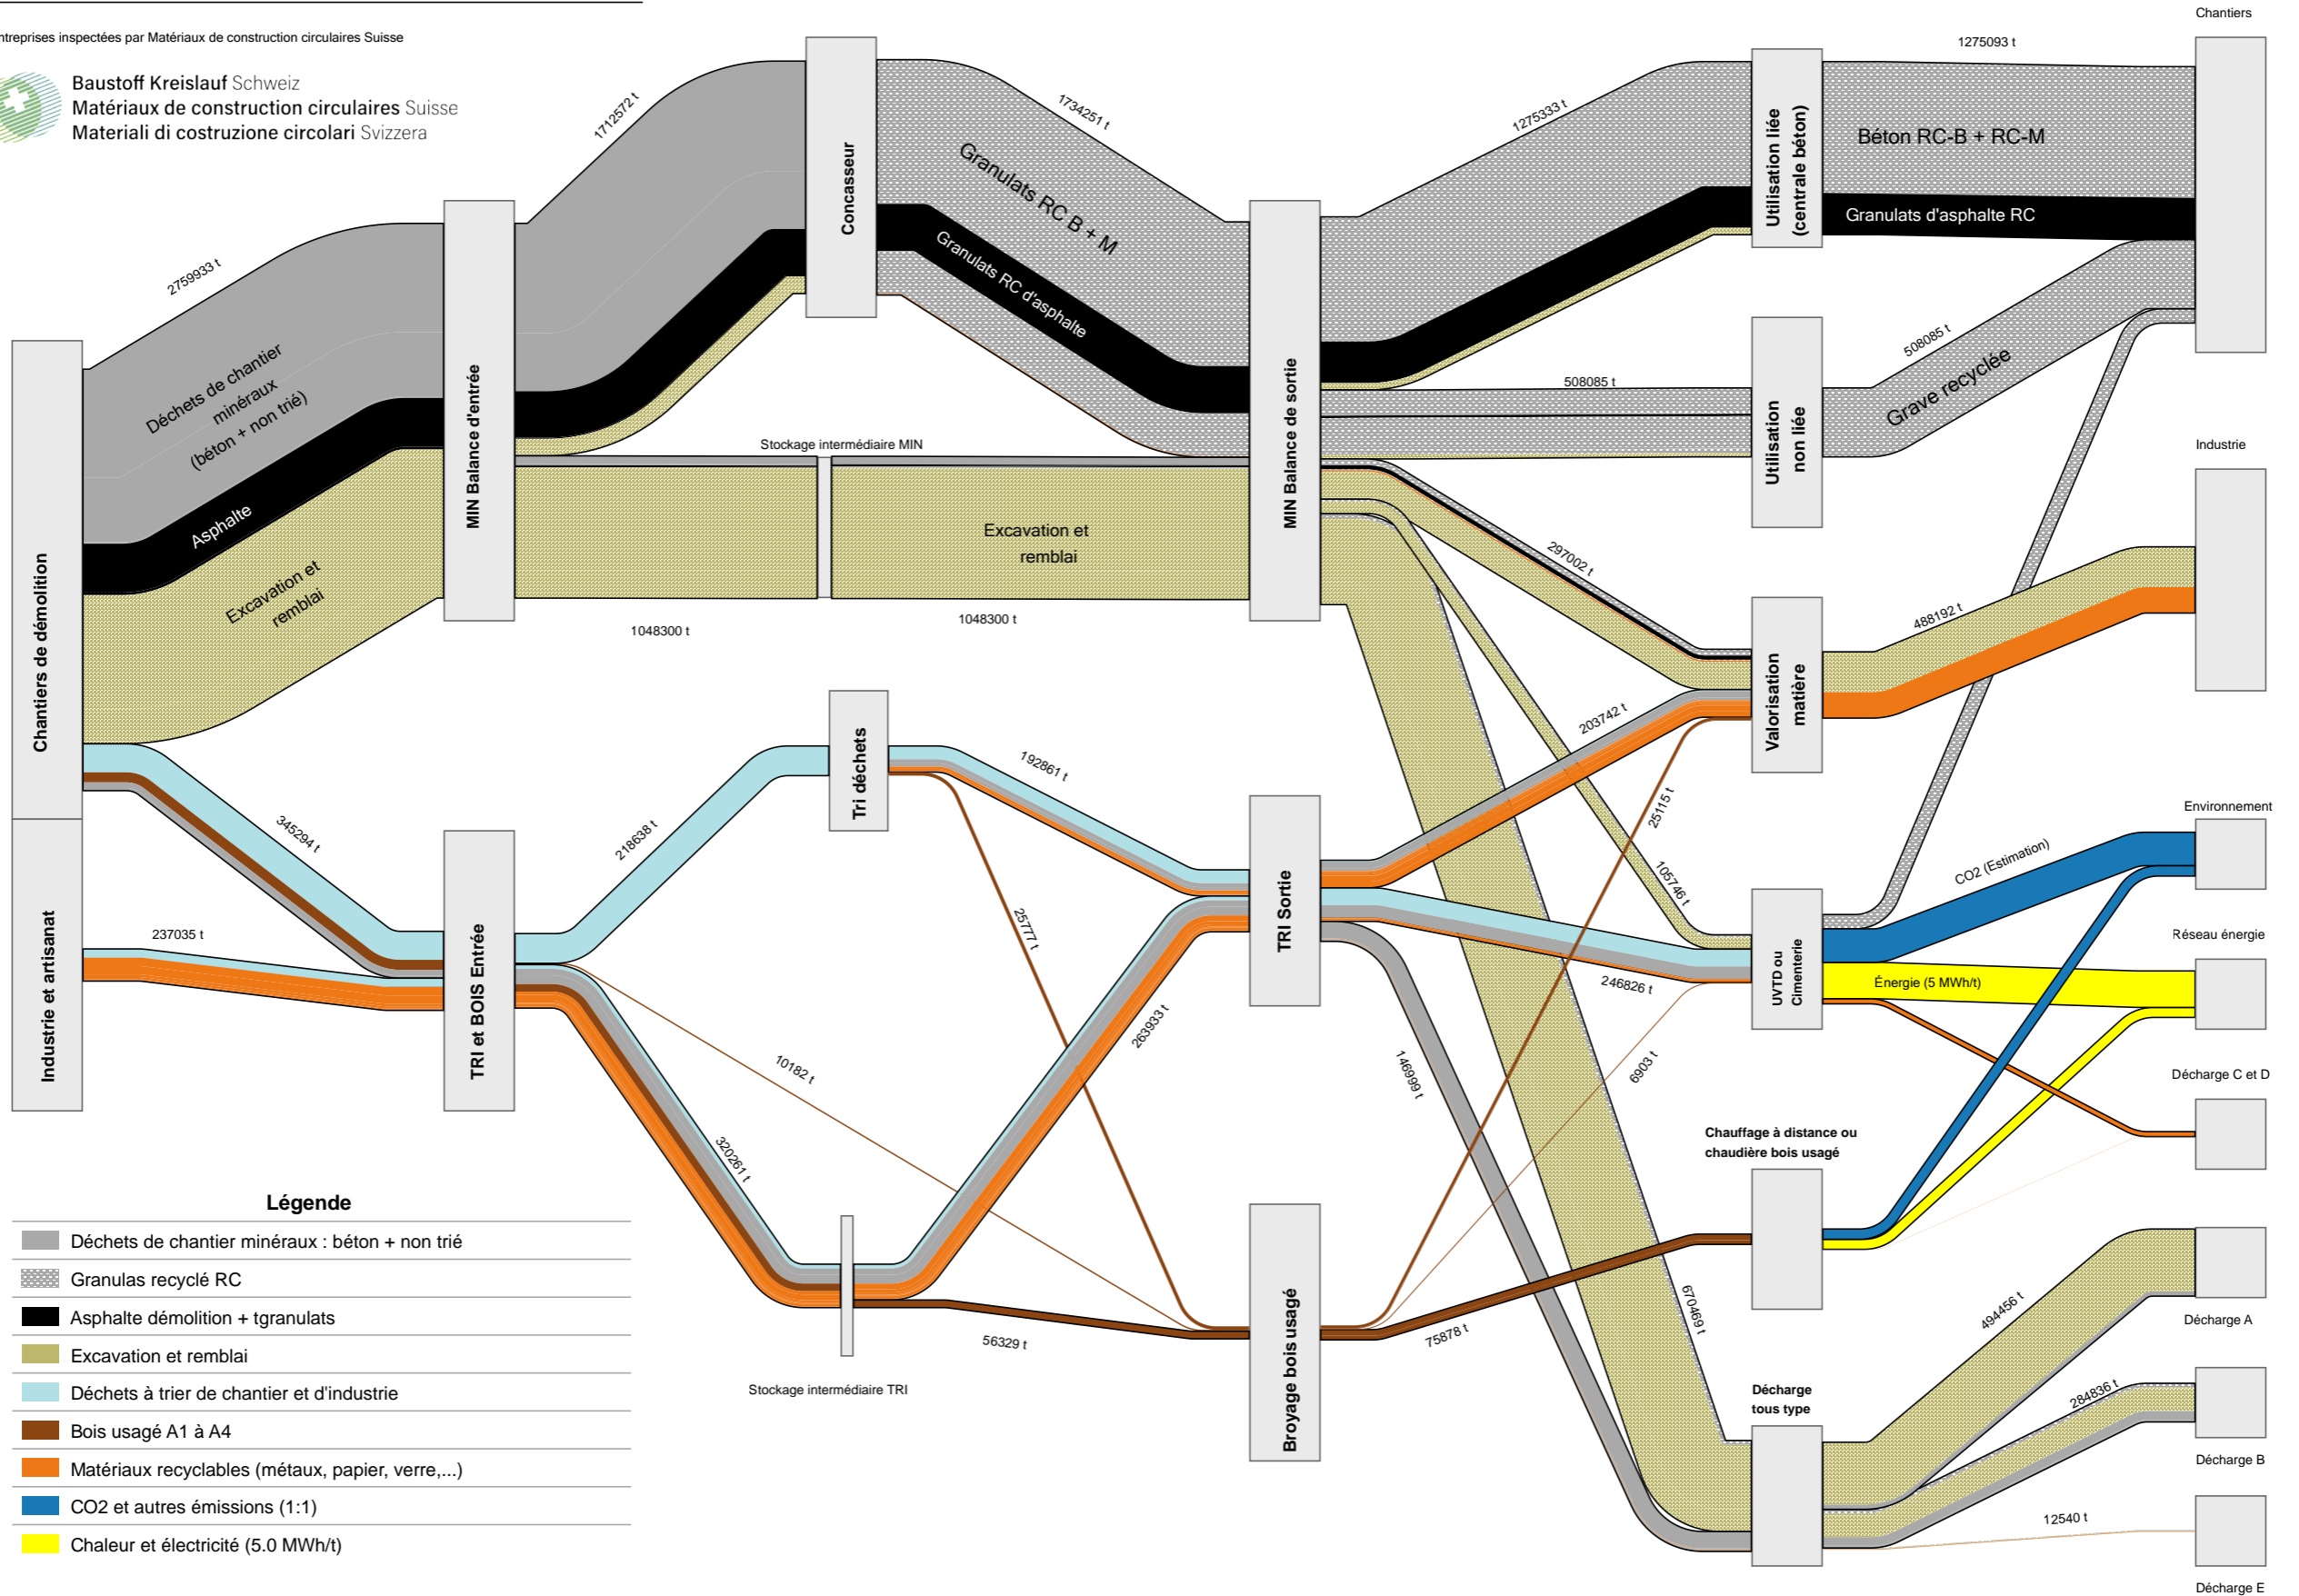 Entreprises inspectées par Matériaux de construction circulaires Suisse
Baustoff Kreislauf Schweiz
Matériaux de construction circulaires Suisse
Materiali di costruzione circolari Svizzera
Chantiers de démolition
Industrie et artisanat
2759933 t
Déchets de chantier
minéraux
(béton + non trié)
Asphalte
Excavation et
remblai
345294 t
237035 t
MIN Balance d'entrée
TRI et BOIS Entrée
1712572 t
Stockage intermédiaire MIN
1048300 t
1048300 t
Excavation et
remblai
218638 t
10182 t
320261 t
Concasseur
Tri déchets
Stockage intermédiaire TRI
1734251 t
Granulats RC B + M
Granulats RC d'asphalte
192861 t
25777 t
263933 t
56329 t
MIN Balance de sortie
TRI Sortie
Broyage bois usagé
1275333 t
508085 t
297002 t
203742 t
25115 t
105746 t
246826 t
6903 t
146999 t
670469 t
75878 t
Utilisation liée
(centrale béton)
Utilisation
non liée
Valorisation
matière
UVTD ou
Cimenterie
Chauffage à distance ou
chaudière bois usagé
Décharge
tous type
1275093 t
Béton RC-B + RC-M
Granulats d'asphalte RC
508085 t
Grave recyclée
488192 t
CO2 (Estimation)
Énergie (5 MWh/t)
494456 t
284836 t
12540 t
Chantiers
Industrie
Environnement
Réseau énergie
Décharge C et D
Décharge A
Décharge B
Décharge E
Légende
Déchets de chantier minéraux : béton + non trié
Granulas recyclé RC
Asphalte démolition + tgranulats
Excavation et remblai
Déchets à trier de chantier et d'industrie
Bois usagé A1 à A4
Matériaux recyclables (métaux, papier, verre,...)
CO2 et autres émissions (1:1)
Chaleur et électricité (5.0 MWh/t)